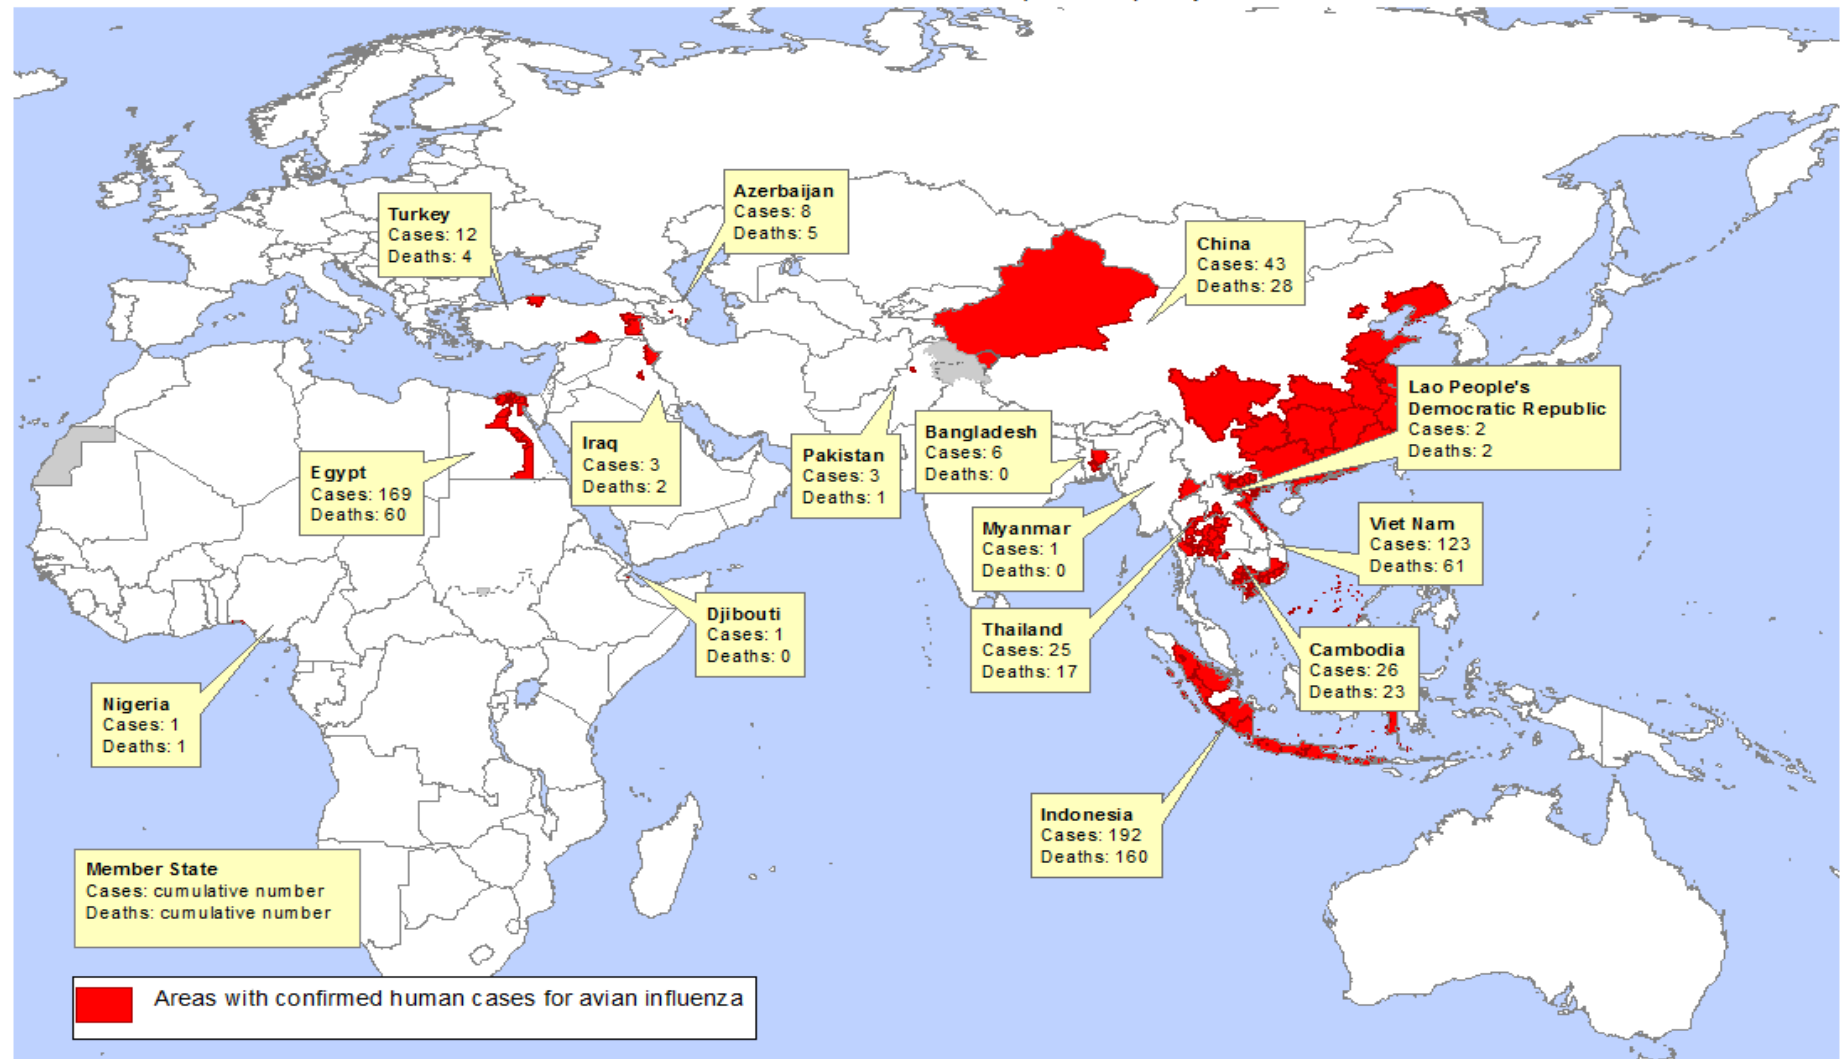 Azerbaijan
Cases: 8
Deaths: 5
Turkey
Cases: 12
Deaths: 4
China
Cases: 43
Deaths: 28
Lao People's
Democratic Republic
Cases: 2
Deaths: 2
Iraq
Cases: 3
Deaths: 2
Pakistan
Cases: 3
Deaths: 1
Bangladesh
Cases: 6
Deaths: 0
Egypt
Cases: 169
Deaths: 60
Myanmar
Cases: 1
Deaths: 0
Viet Nam
Cases: 123
Deaths: 61
Djibouti
Cases: 1
Deaths: 0
Thailand
Cases: 25
Deaths: 17
Cambodia
Cases: 26
Deaths: 23
Nigeria
Cases: 1
Deaths: 1
Indonesia
Cases: 192
Deaths: 160
Member State
Cases: cumulative number
Deaths: cumulative number
Areas with confirmed human cases for avian influenza